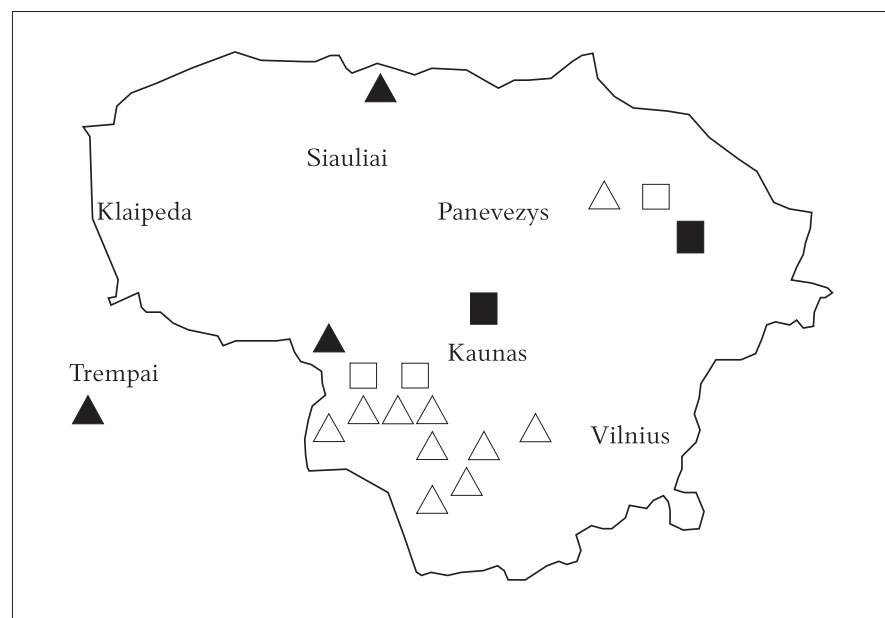 Siauliai
Klaipeda
Panevezys
Kaunas
Trempai
Vilnius